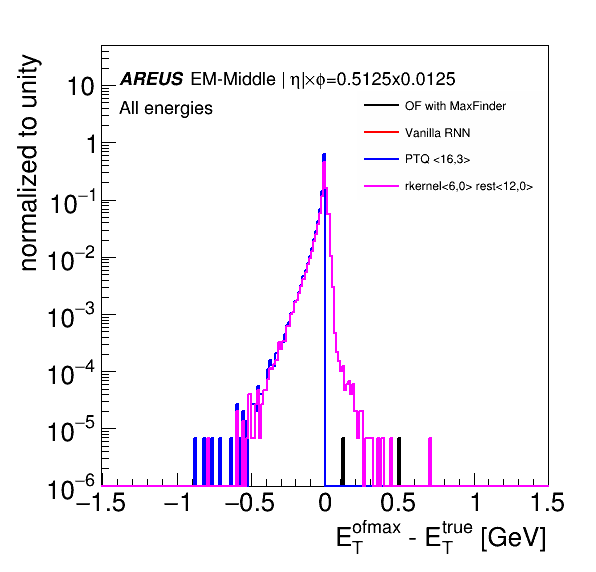 normalized to unity
AREUS EM-Middle | η|×φ=0.5125x0.0125
All energies
OF with MaxFinder
Vanilla RNN
PTQ <16,3>
rkernel<6,0> rest<12,0>
10
1
10⁻¹
10⁻²
10⁻³
10⁻⁴
10⁻⁵
10⁻⁶
−1.5 −1 −0.5 0 0.5 1 1.5
E_T^ofmax - E_T^true [GeV]